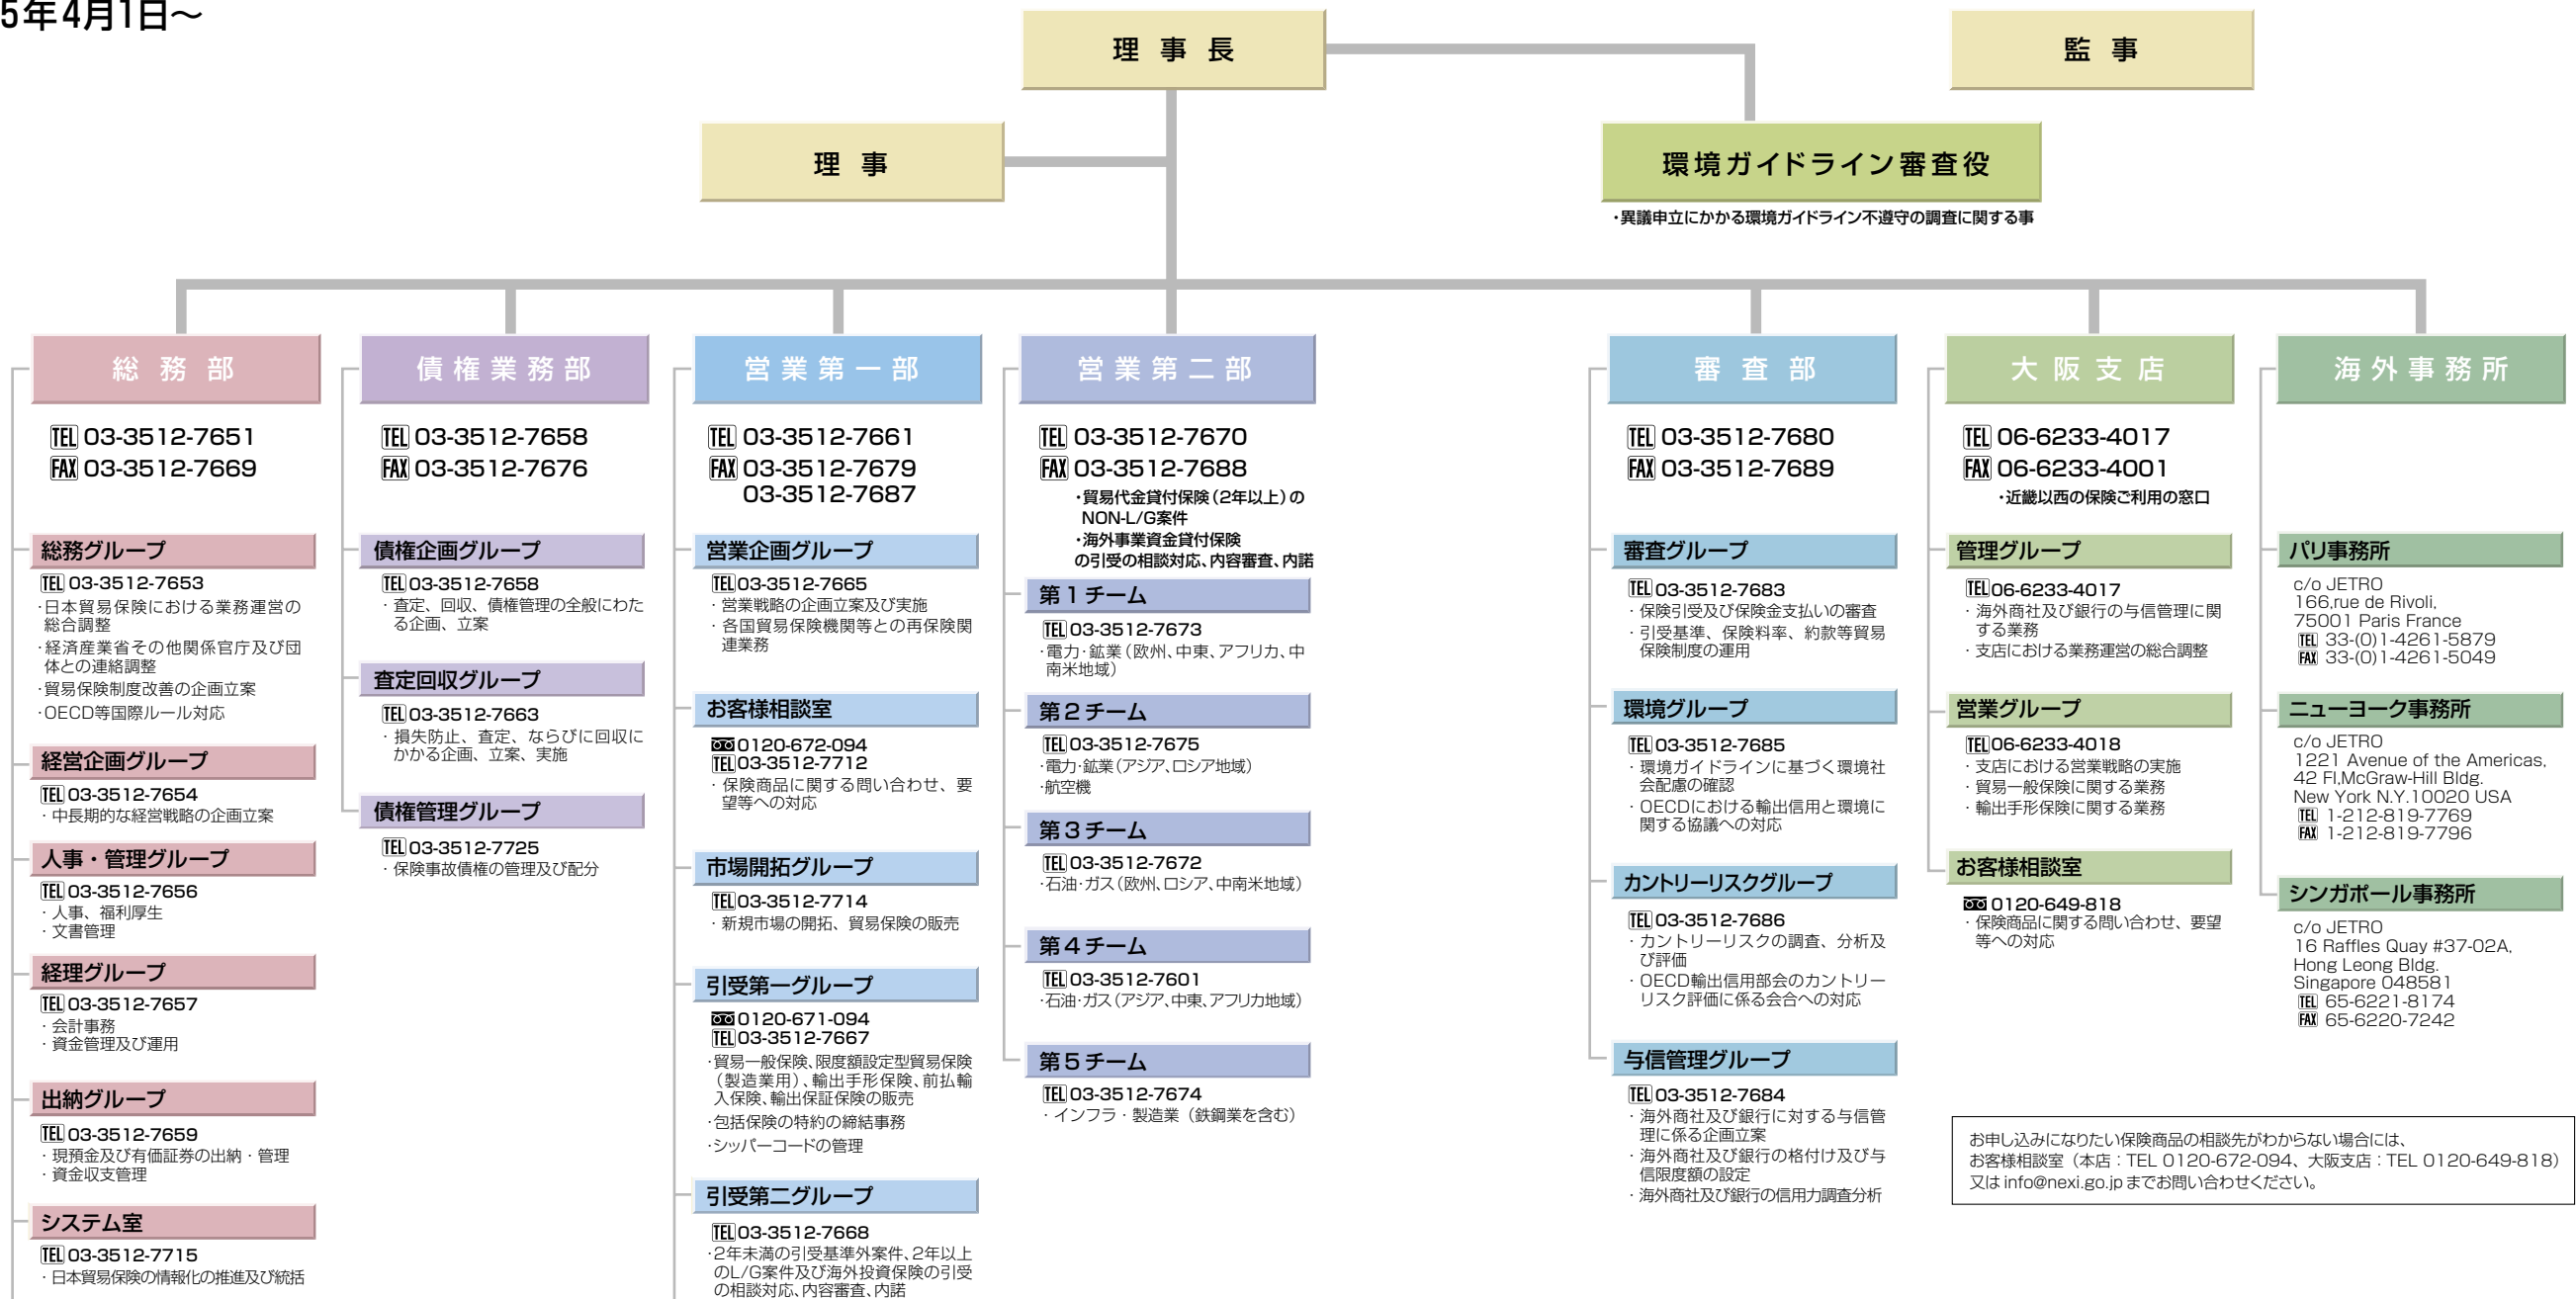 5年4月1日～
理事長
監事
理事
環境ガイドライン審査役
・異議申立にかかる環境ガイドライン不遵守の調査に関する事
総務部
TEL 03-3512-7651
FAX 03-3512-7669
総務グループ
TEL 03-3512-7653
・日本貿易保険における業務運営の
総合調整
・経済産業省その他関係官庁及び団
体との連絡調整
・貿易保険制度改善の企画立案
・OECD等国際ルール対応
経営企画グループ
TEL 03-3512-7654
・中長期的な経営戦略の企画立案
人事・管理グループ
TEL 03-3512-7656
・人事、福利厚生
・文書管理
経理グループ
TEL 03-3512-7657
・会計事務
・資金管理及び運用
出納グループ
TEL 03-3512-7659
・現預金及び有価証券の出納・管理
・資金収支管理
システム室
TEL 03-3512-7715
・日本貿易保険の情報化の推進及び統括
債権業務部
TEL 03-3512-7658
FAX 03-3512-7676
債権企画グループ
TEL 03-3512-7658
・査定、回収、債権管理の全般にわた
る企画、立案
査定回収グループ
TEL 03-3512-7663
・損失防止、査定、ならびに回収に
かかる企画、立案、実施
債権管理グループ
TEL 03-3512-7725
・保険事故債権の管理及び配分
営業第一部
TEL 03-3512-7661
FAX 03-3512-7679
03-3512-7687
営業企画グループ
TEL 03-3512-7665
・営業戦略の企画立案及び実施
・各国貿易保険機関等との再保険関
連業務
お客様相談室
0120-672-094
TEL 03-3512-7712
・保険商品に関する問い合わせ、要
望等への対応
市場開拓グループ
TEL 03-3512-7714
・新規市場の開拓、貿易保険の販売
引受第一グループ
0120-671-094
TEL 03-3512-7667
・貿易一般保険、限度額設定型貿易保険
（製造業用）、輸出手形保険、前払輸
入保険、輸出保証保険の販売
・包括保険の特約の締結事務
・シッパーコードの管理
引受第二グループ
TEL 03-3512-7668
・2年未満の引受基準外案件、2年以上
のL/G案件及び海外投資保険の引受
の相談対応、内容審査、内諾
営業第二部
TEL 03-3512-7670
FAX 03-3512-7688
・貿易代金貸付保険（2年以上）の
NON-L/G案件
・海外事業資金貸付保険
の引受の相談対応、内容審査、内諾
第1チーム
TEL 03-3512-7673
・電力・鉱業（欧州、中東、アフリカ、中
南米地域）
第2チーム
TEL 03-3512-7675
・電力・鉱業（アジア、ロシア地域）
・航空機
第3チーム
TEL 03-3512-7672
・石油・ガス（欧州、ロシア、中南米地域）
第4チーム
TEL 03-3512-7601
・石油・ガス（アジア、中東、アフリカ地域）
第5チーム
TEL 03-3512-7674
・インフラ・製造業（鉄鋼業を含む）
審査部
TEL 03-3512-7680
FAX 03-3512-7689
審査グループ
TEL 03-3512-7683
・保険引受及び保険金支払いの審査
・引受基準、保険料率、約款等貿易
保険制度の運用
環境グループ
TEL 03-3512-7685
・環境ガイドラインに基づく環境社
会配慮の確認
・OECDにおける輸出信用と環境に
関する協議への対応
カントリーリスクグループ
TEL 03-3512-7686
・カントリーリスクの調査、分析及
び評価
・OECD輸出信用部会のカントリー
リスク評価に係る会合への対応
与信管理グループ
TEL 03-3512-7684
・海外商社及び銀行に対する与信管
理に係る企画立案
・海外商社及び銀行の格付け及び与
信限度額の設定
・海外商社及び銀行の信用力調査分析
大阪支店
TEL 06-6233-4017
FAX 06-6233-4001
・近畿以西の保険ご利用の窓口
管理グループ
TEL 06-6233-4017
・海外商社及び銀行の与信管理に関
する業務
・支店における業務運営の総合調整
営業グループ
TEL 06-6233-4018
・支店における営業戦略の実施
・貿易一般保険に関する業務
・輸出手形保険に関する業務
お客様相談室
0120-649-818
・保険商品に関する問い合わせ、要望
等への対応
海外事務所
パリ事務所
c/o JETRO
166,rue de Rivoli,
75001 Paris France
TEL 33-(0)1-4261-5879
FAX 33-(0)1-4261-5049
ニューヨーク事務所
c/o JETRO
1221 Avenue of the Americas,
42 Fl,McGraw-Hill Bldg.
New York N.Y.10020 USA
TEL 1-212-819-7769
FAX 1-212-819-7796
シンガポール事務所
c/o JETRO
16 Raffles Quay #37-02A,
Hong Leong Bldg.
Singapore 048581
TEL 65-6221-8174
FAX 65-6220-7242
お申し込みになりたい保険商品の相談先がわからない場合には、
お客様相談室（本店：TEL 0120-672-094、大阪支店：TEL 0120-649-818）
又は info@nexi.go.jp までお問い合わせください。